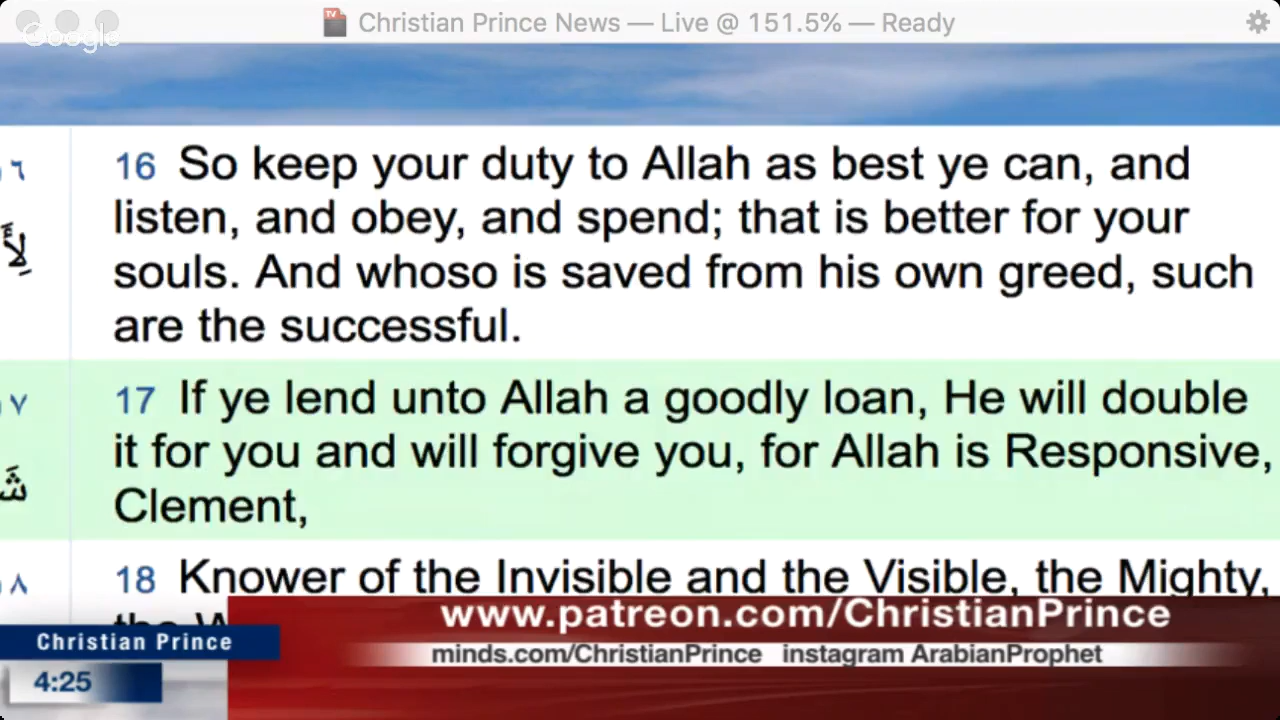 Christian Prince News — Live @ 151.5% — Ready
Google
١٦
16 So keep your duty to Allah as best ye can, and
listen, and obey, and spend; that is better for your
souls. And whoso is saved from his own greed, such
are the successful.
17 If ye lend unto Allah a goodly loan, He will double
it for you and will forgive you, for Allah is Responsive,
Clement,
18 Knower of the Invisible and the Visible, the Mighty,
the W
www.patreon.com/ChristianPrince
Christian Prince
minds.com/ChristianPrince instagram ArabianProphet
4:25